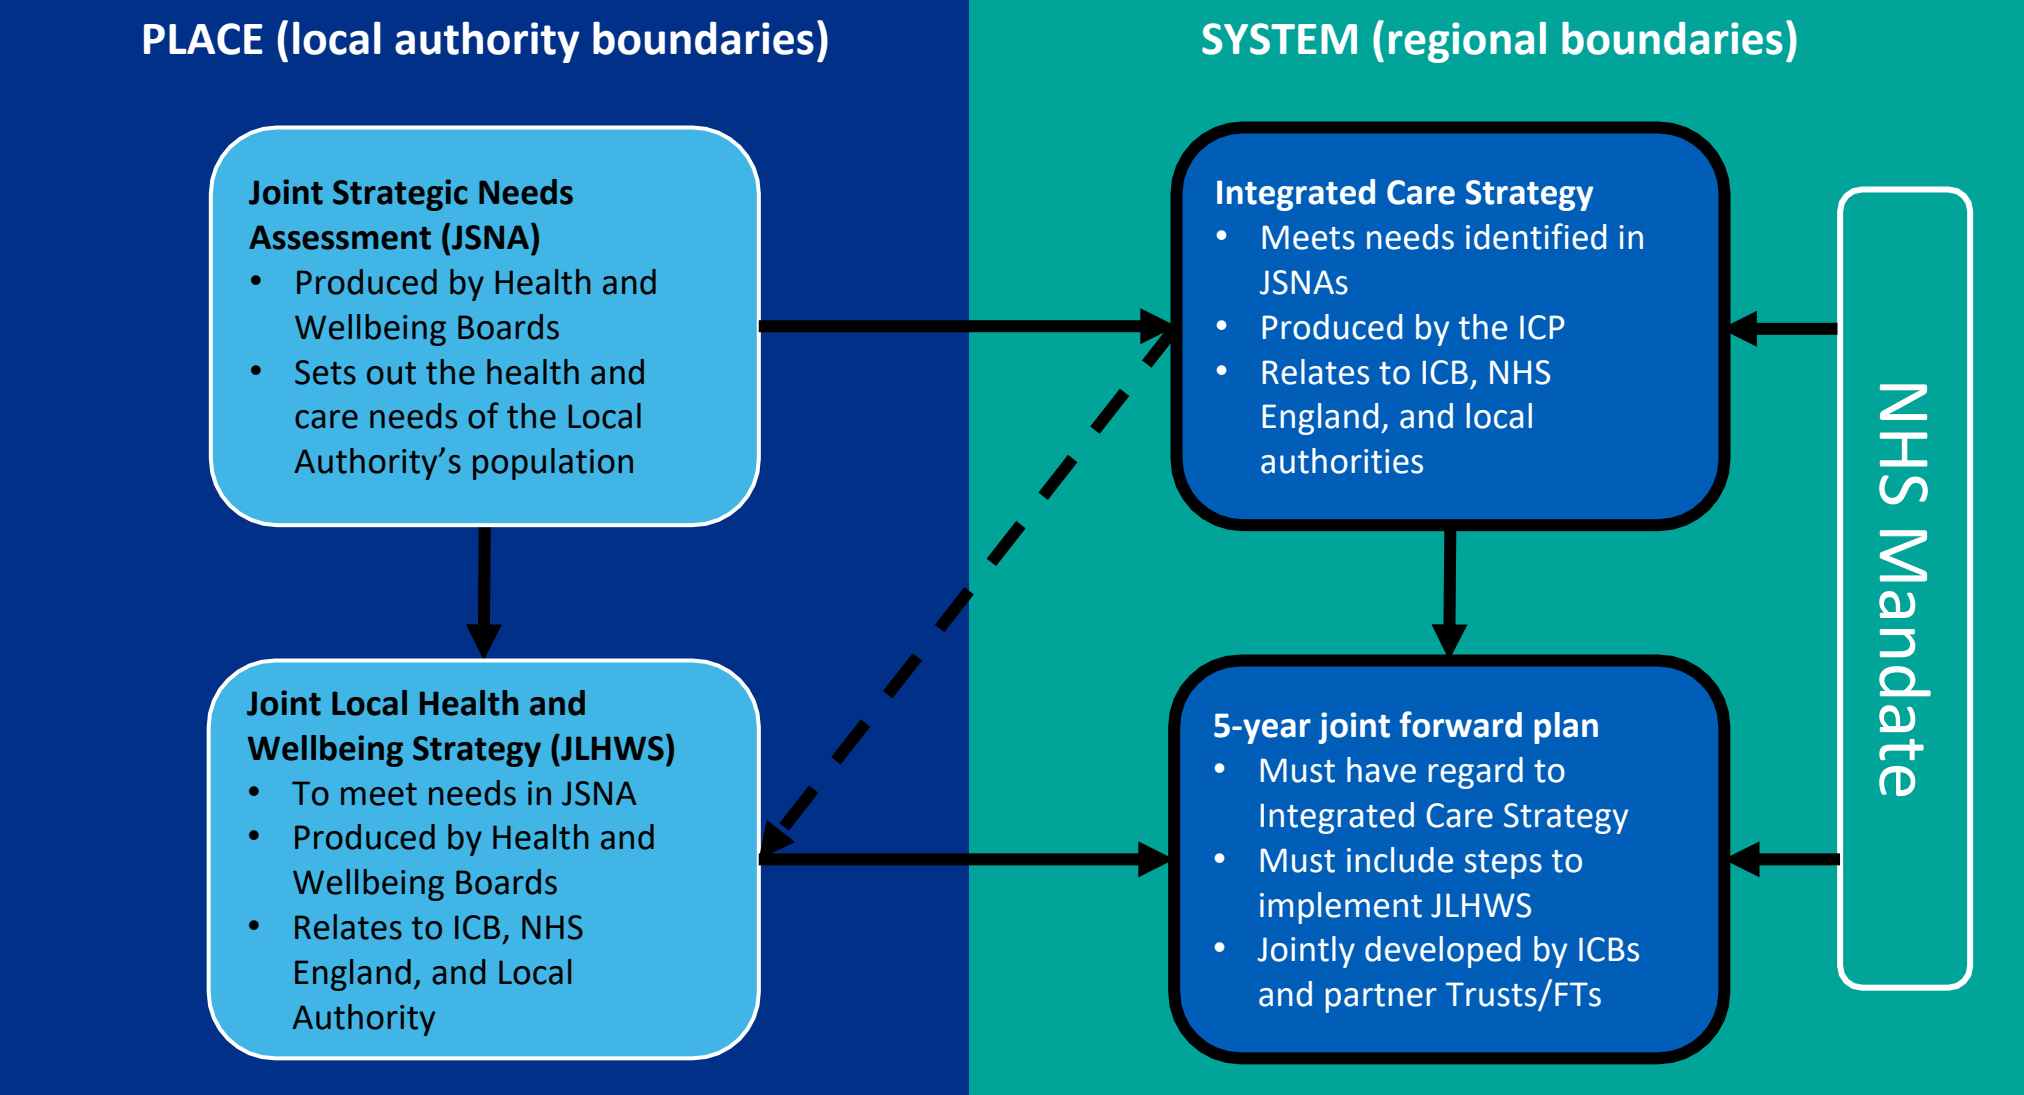 PLACE (local authority boundaries)
Joint Strategic Needs
Assessment (JSNA)
• Produced by Health and
Wellbeing Boards
• Sets out the health and
care needs of the Local
Authority’s population
Joint Local Health and
Wellbeing Strategy (JLHWS)
• To meet needs in JSNA
• Produced by Health and
Wellbeing Boards
• Relates to ICB, NHS
England, and Local
Authority
SYSTEM (regional boundaries)
Integrated Care Strategy
• Meets needs identified in
JSNAs
• Produced by the ICP
• Relates to ICB, NHS
England, and local
authorities
5-year joint forward plan
• Must have regard to
Integrated Care Strategy
• Must include steps to
implement JLHWS
• Jointly developed by ICBs
and partner Trusts/FTs
NHS Mandate